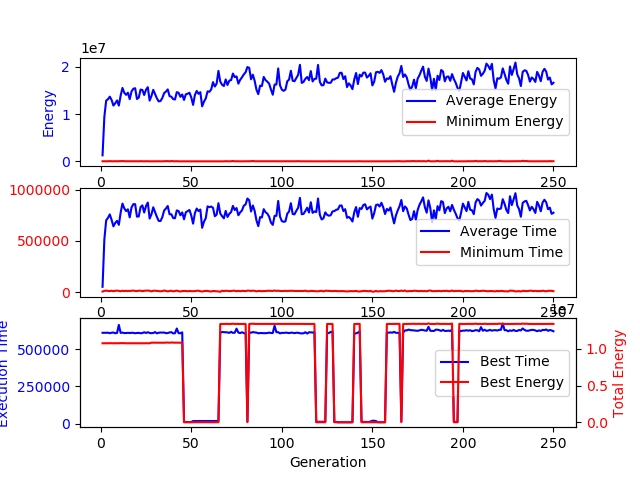 1e7
2
1
0
Energy
Average Energy
Minimum Energy
0 50 100 150 200 250
1000000
500000
0
Average Time
Minimum Time
0 50 100 150 200 250
1e7
500000
250000
0
Execution Time
Best Time
Best Energy
1.0
0.5
0.0
Total Energy
0 50 100 150 200 250
Generation